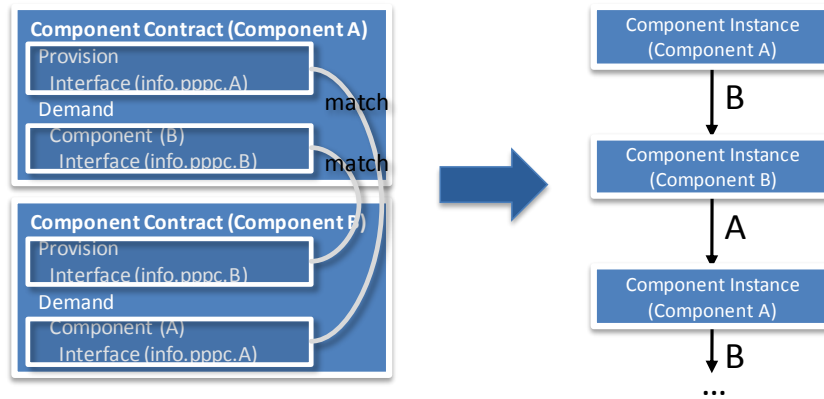 Component Contract (Component A)
Provision
Interface (info.pppc.A)
match
Demand
Component (B)
Interface (info.pppc.B)
match
Component Contract (Component B)
Provision
Interface (info.pppc.B)
Demand
Component (A)
Interface (info.pppc.A)
Component Instance
(Component A)
B
Component Instance
(Component B)
A
Component Instance
(Component A)
B
...